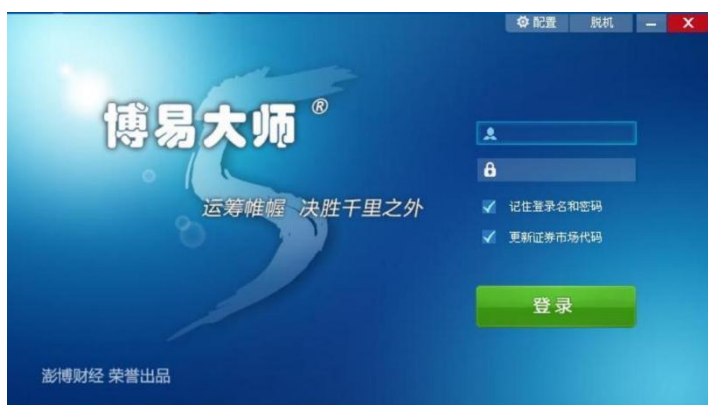 配置 脱机
博易大师®
5
运筹帷幄 决胜千里之外
记住登录名和密码
更新证券市场代码
登录
澎博财经 荣誉出品